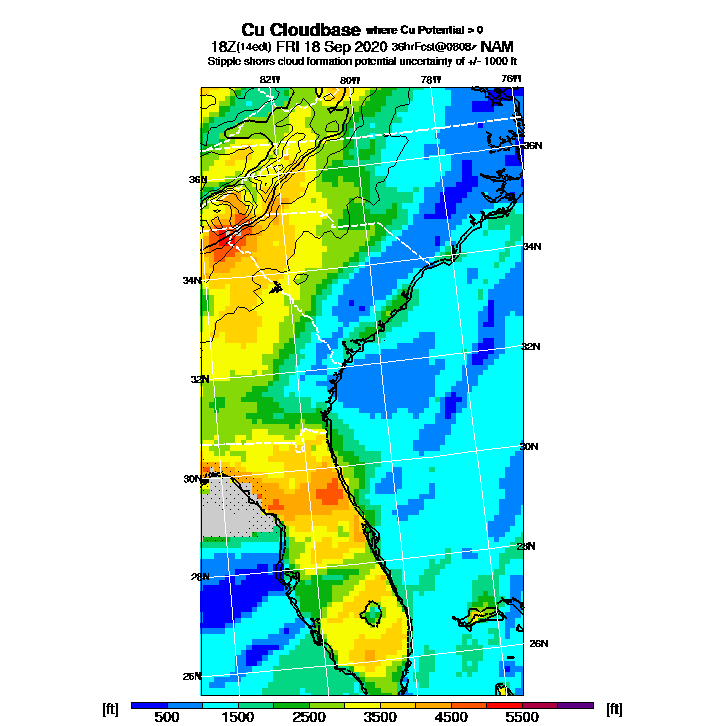 Cu Cloudbase where Cu Potential > 0
18Z(14edt) FRI 18 Sep 2020 36hrFcst@0808z NAM
Stipple shows cloud formation potential uncertainty of +/- 1000 ft
82W 80W 78W 76W
36N
36N
34N
34N
32N
32N
30N
30N
28N
28N
26N
26N
[ft] 500 1500 2500 3500 4500 5500 [ft]